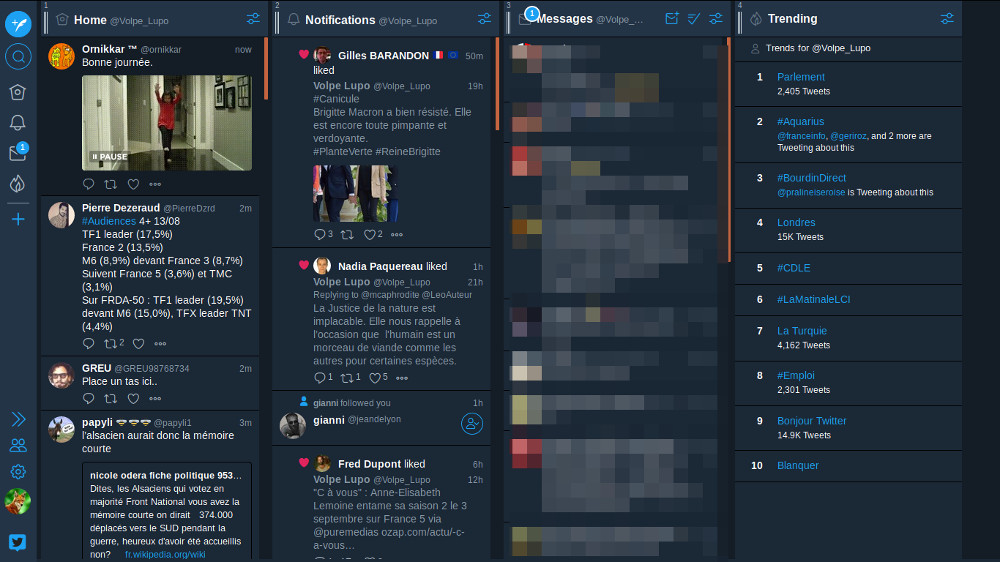 1
Home @Volpe_Lupo
Ornikkar ™ @ornikkar now
Bonne journée.
PAUSE
Pierre Dezeraud @PierreDzrd 2m
#Audiences 4+ 13/08
TF1 leader (17,5%)
France 2 (13,5%)
M6 (8,9%) devant France 3 (8,7%)
Suivent France 5 (3,6%) et TMC
(3,1%)
Sur FRDA-50 : TF1 leader (19,5%)
devant M6 (15,0%), TFX leader TNT
(4,4%)
2
GREU @GREU98768734 2m
Place un tas ici..
papyli @papyli1 3m
l'alsacien aurait donc la mémoire
courte
nicole odera fiche politique 953...
Dites, les Alsaciens qui votez en
majorité Front National vous avez la
mémoire courte on dirait 374.000
déplacés vers le SUD pendant la
guerre, heureux d'avoir été accueillis
non? fr.wikipedia.org/wiki
1
2
Notifications @Volpe_Lupo
Gilles BARANDON 50m
liked
Volpe Lupo @Volpe_Lupo 19h
#Canicule
Brigitte Macron a bien résisté. Elle
est encore toute pimpante et
verdoyante.
#PlanteVerte #ReineBrigitte
3 2
Nadia Paquereau liked 1h
Volpe Lupo @Volpe_Lupo 21h
Replying to @mcaphrodite @LeoAuteur
La Justice de la nature est
implacable. Elle nous rappelle à
l'occasion que l'humain est un
morceau de viande comme les
autres pour certaines espèces.
1 1 5
gianni followed you 1h
gianni @jeandelyon
Fred Dupont liked 6h
Volpe Lupo @Volpe_Lupo 12h
"C à vous" : Anne-Elisabeth
Lemoine entame sa saison 2 le 3
septembre sur France 5 via
@puremedias ozap.com/actu/-c-
a-vous…
3
1
Messages @Volpe_...
4
Trending
Trends for @Volpe_Lupo
1 Parlement
2,405 Tweets
2 #Aquarius
@franceinfo, @geriroz, and 2 more are
Tweeting about this
3 #BourdinDirect
@pralineiseroise is Tweeting about this
4 Londres
15K Tweets
5 #CDLE
6 #LaMatinaleLCI
7 La Turquie
4,162 Tweets
8 #Emploi
2,301 Tweets
9 Bonjour Twitter
14.9K Tweets
10 Blanquer